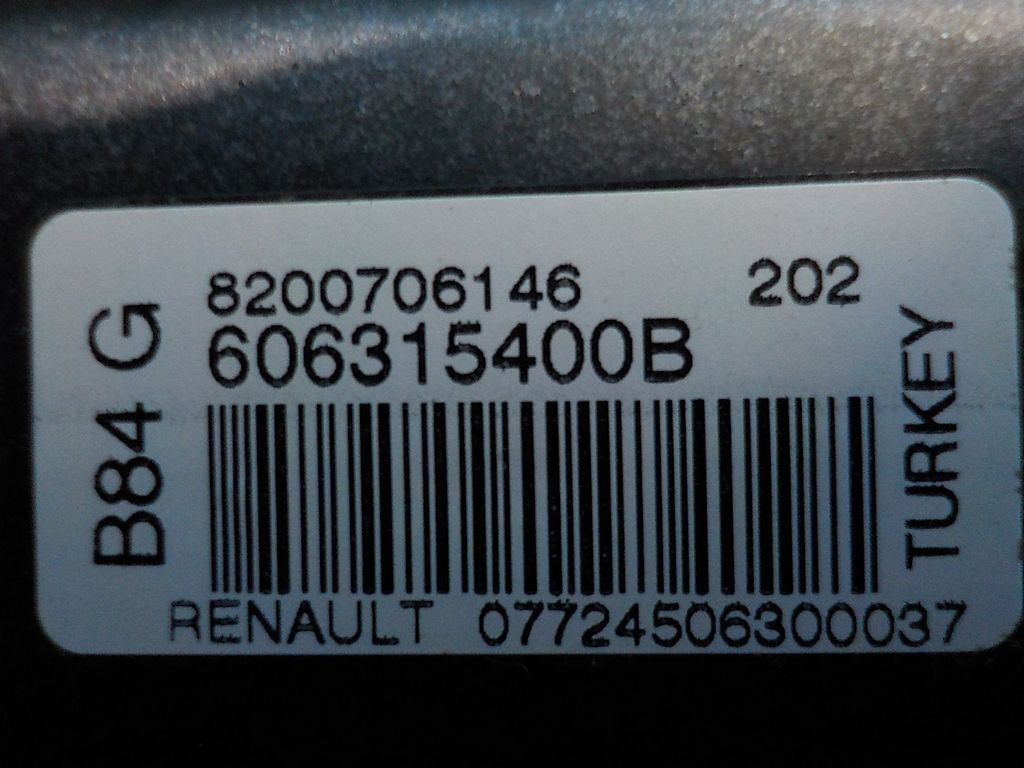 B84 G
8200706146 202
606315400B
TURKEY
RENAULT 07724506300037